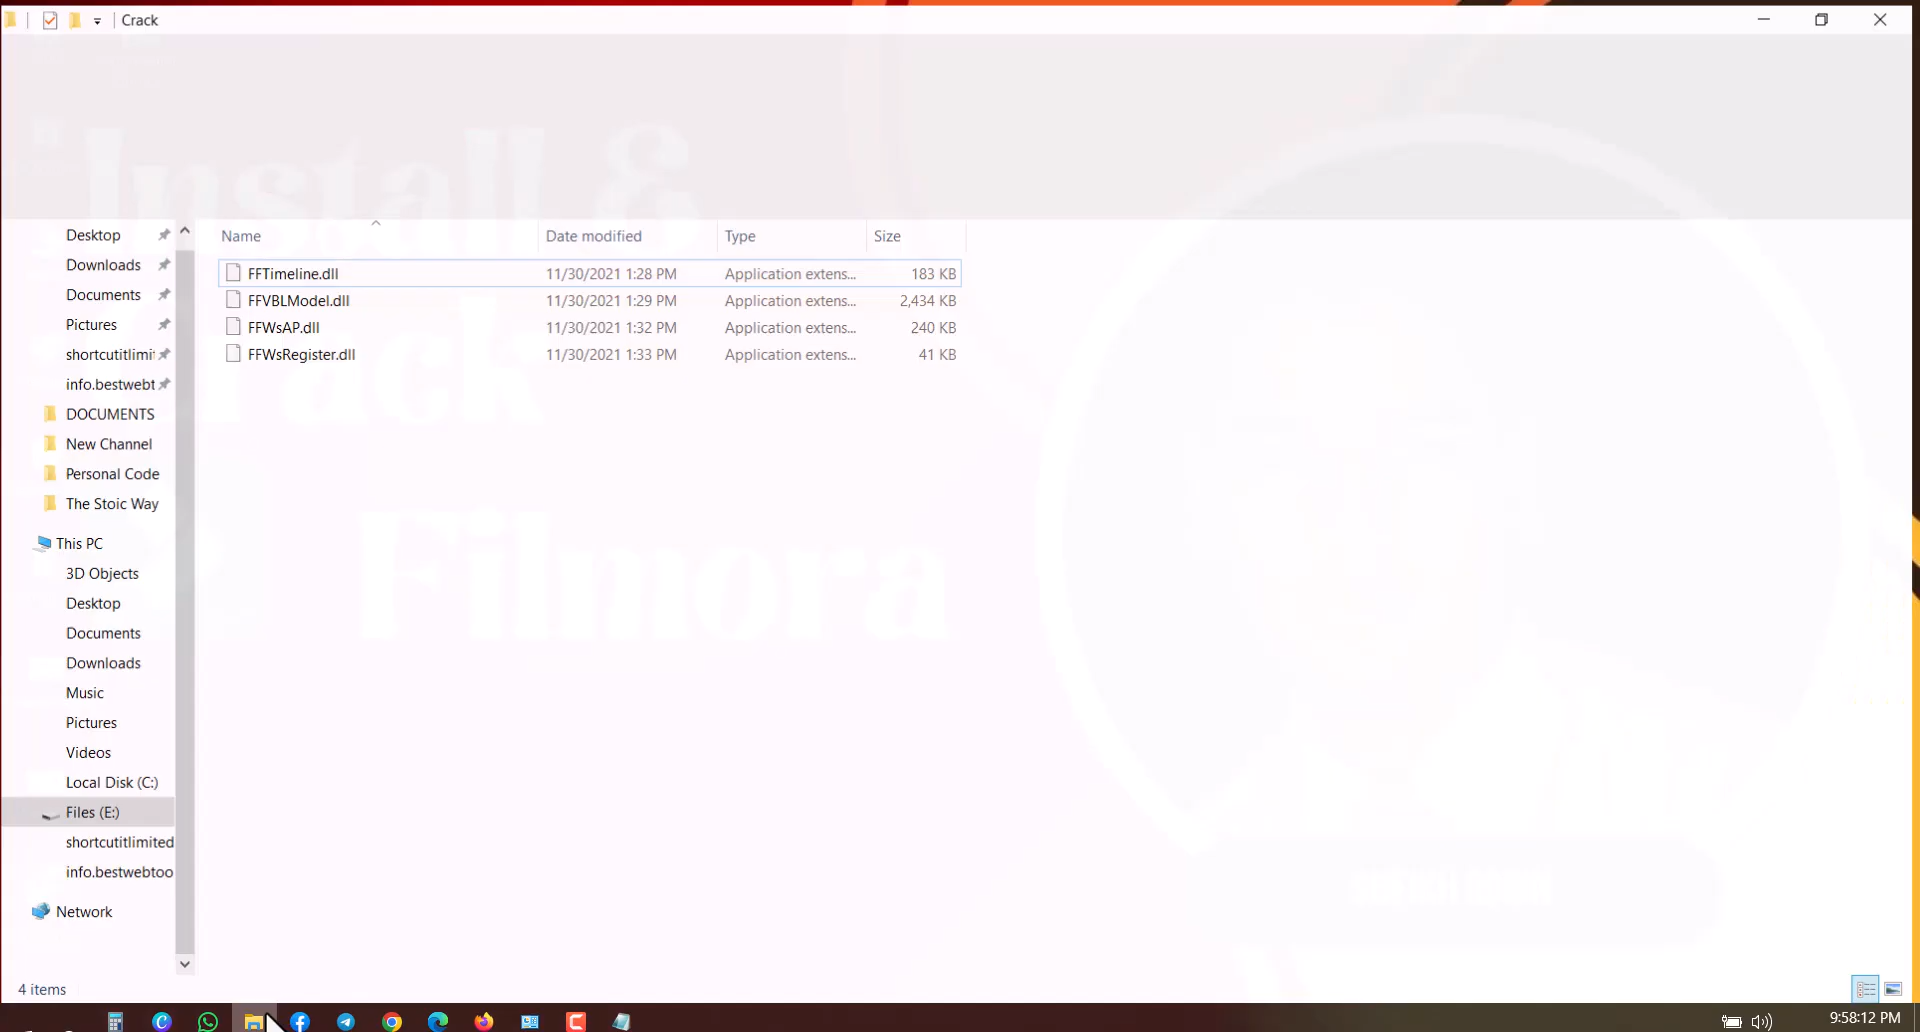 Crack
Install &
Name
Date modified
Type
Size
Desktop
Downloads
Documents
Pictures
shortcutitlimi
info.bestwebt
DOCUMENTS
New Channel
Personal Code
The Stoic Way
This PC
3D Objects
Desktop
Documents
Downloads
Music
Pictures
Videos
Local Disk (C:)
Files (E:)
shortcutitlimited
info.bestwebtoo
Network
FFTimeline.dll 11/30/2021 1:28 PM Application extens... 183 KB
FFVBLModel.dll 11/30/2021 1:29 PM Application extens... 2,434 KB
FFWsAP.dll 11/30/2021 1:32 PM Application extens... 240 KB
FFWsRegister.dll 11/30/2021 1:33 PM Application extens... 41 KB
Crack
Filmora
4 items
9:58:12 PM